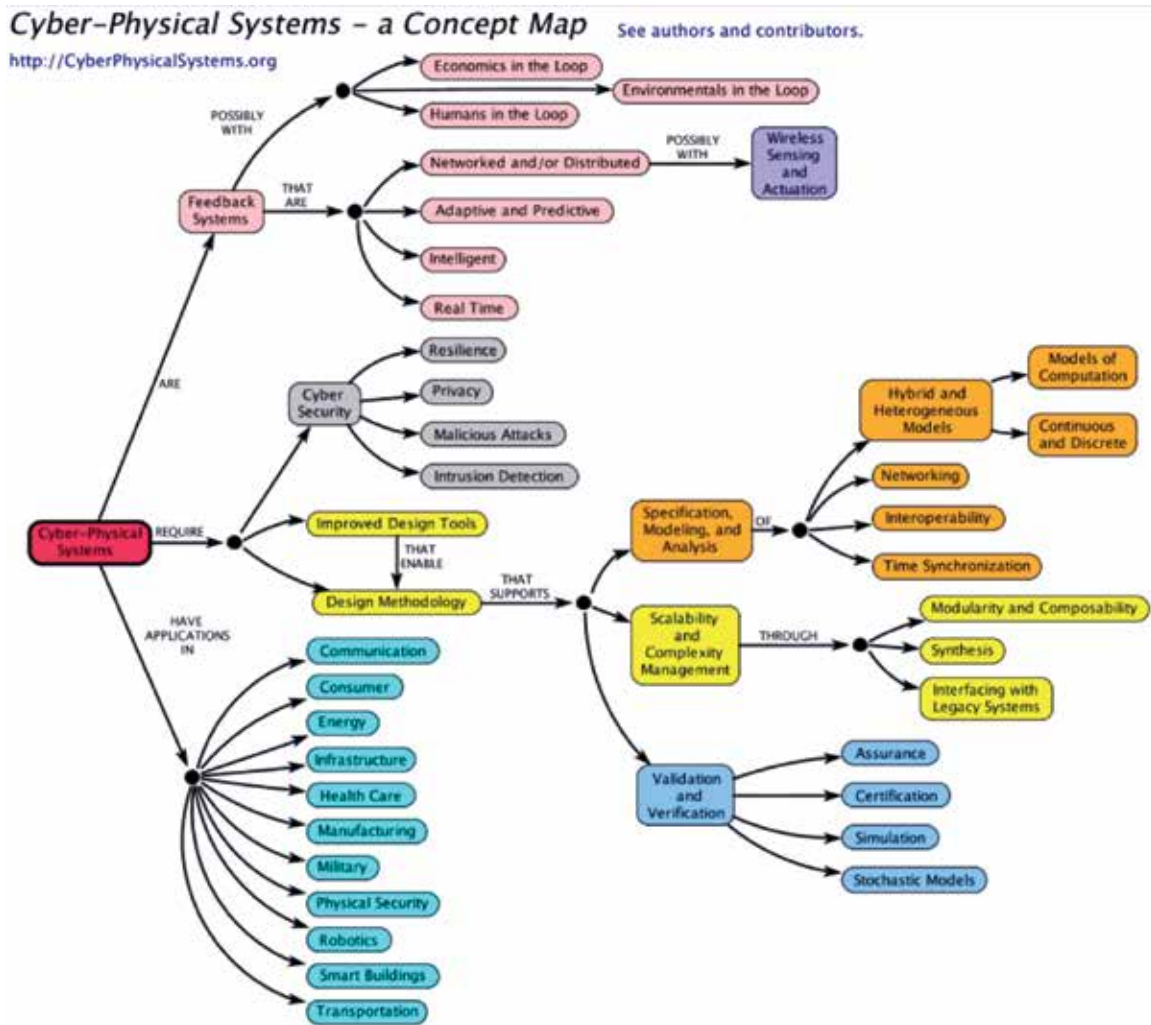 Cyber-Physical Systems - a Concept Map
See authors and contributors.
http://CyberPhysicalSystems.org
Economics in the Loop
Environmentals in the Loop
Humans in the Loop
POSSIBLY
WITH
Networked and/or Distributed
POSSIBLY
WITH
Wireless
Sensing
and
Actuation
Feedback
Systems
THAT
ARE
Adaptive and Predictive
Intelligent
Real Time
ARE
Cyber
Security
Resilience
Privacy
Malicious Attacks
Intrusion Detection
Cyber-Physical
Systems
REQUIRE
Improved Design Tools
THAT
ENABLE
Design Methodology
THAT
SUPPORTS
Specification,
Modeling, and
Analysis
OF
Hybrid and
Heterogeneous
Models
Models of
Computation
Continuous
and Discrete
Networking
Interoperability
Time Synchronization
Scalability
and
Complexity
Management
THROUGH
Modularity and Composability
Synthesis
Interfacing with
Legacy Systems
Validation
and
Verification
Assurance
Certification
Simulation
Stochastic Models
HAVE
APPLICATIONS
IN
Communication
Consumer
Energy
Infrastructure
Health Care
Manufacturing
Military
Physical Security
Robotics
Smart Buildings
Transportation